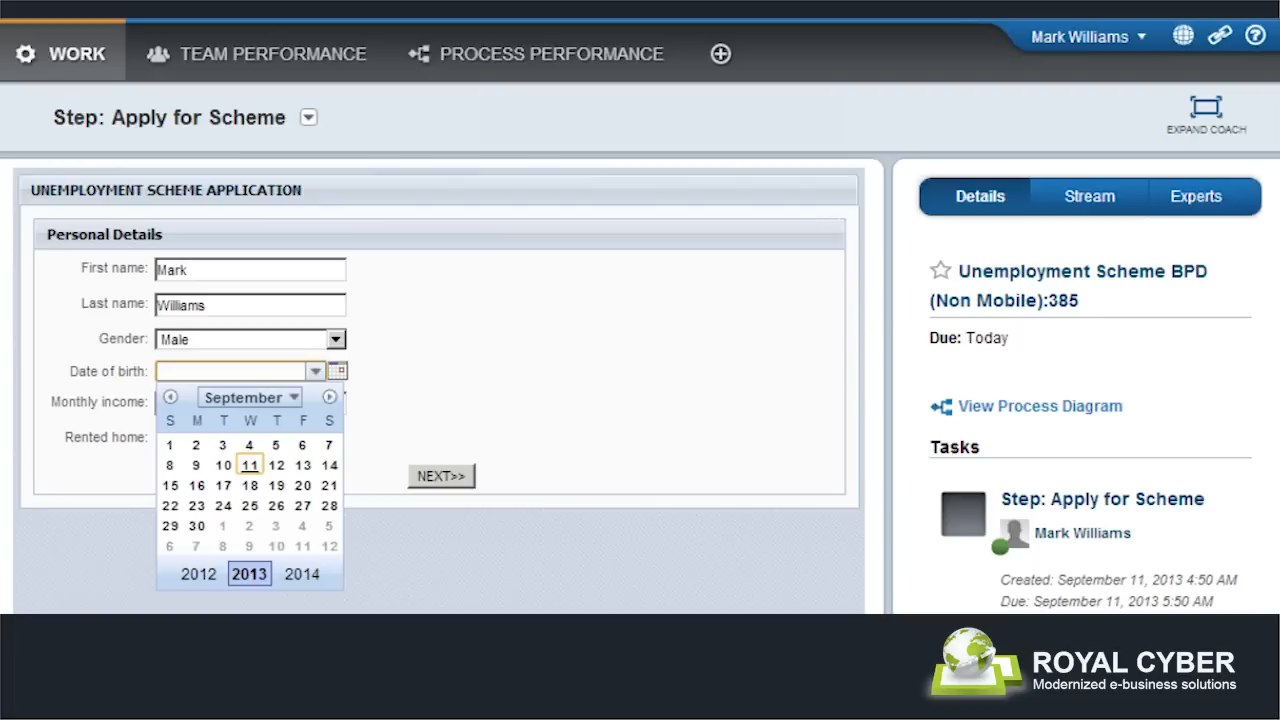 WORK
TEAM PERFORMANCE
PROCESS PERFORMANCE
Mark Williams
Step: Apply for Scheme
EXPAND COACH
UNEMPLOYMENT SCHEME APPLICATION
Personal Details
First name: Mark
Last name: Williams
Gender: Male
Date of birth:
Monthly income:
Rented home:
September
S M T W T F S
1 2 3 4 5 6 7
8 9 10 11 12 13 14
15 16 17 18 19 20 21
22 23 24 25 26 27 28
29 30 1 2 3 4 5
6 7 8 9 10 11 12
2012 2013 2014
NEXT>>
Details Stream Experts
Unemployment Scheme BPD
(Non Mobile):385
Due: Today
View Process Diagram
Tasks
Step: Apply for Scheme
Mark Williams
Created: September 11, 2013 4:50 AM
Due: September 11, 2013 5:50 AM
ROYAL CYBER
Modernized e-business solutions